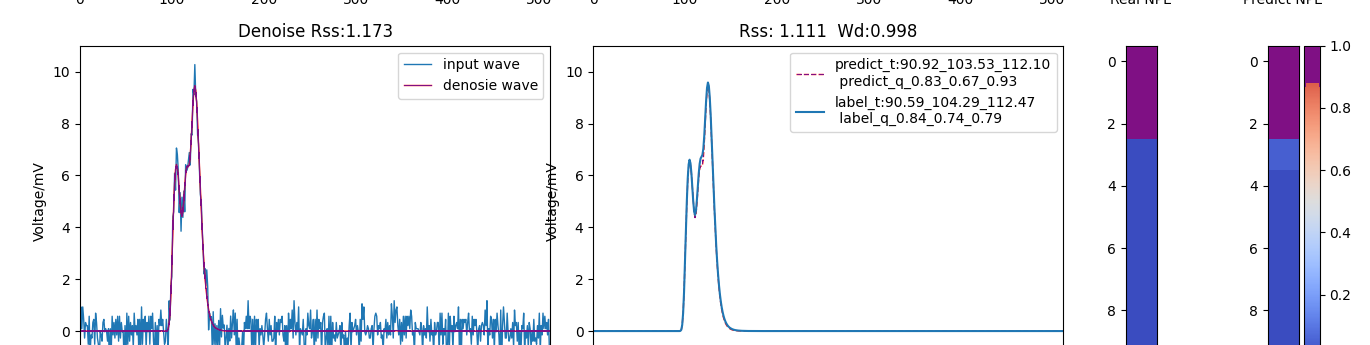 0 100 200 300 400 500 0 100 200 300 400 500 Real NPE Predict NPE
Denoise Rss:1.173
input wave
denosie wave
10
8
6
4
2
0
Voltage/mV
Rss: 1.111 Wd:0.998
predict_t:90.92_103.53_112.10
predict_q_0.83_0.67_0.93
label_t:90.59_104.29_112.47
label_q_0.84_0.74_0.79
10
8
6
4
2
0
Voltage/mV
0
2
4
6
8
0
2
4
6
8
1.0
0.8
0.6
0.4
0.2